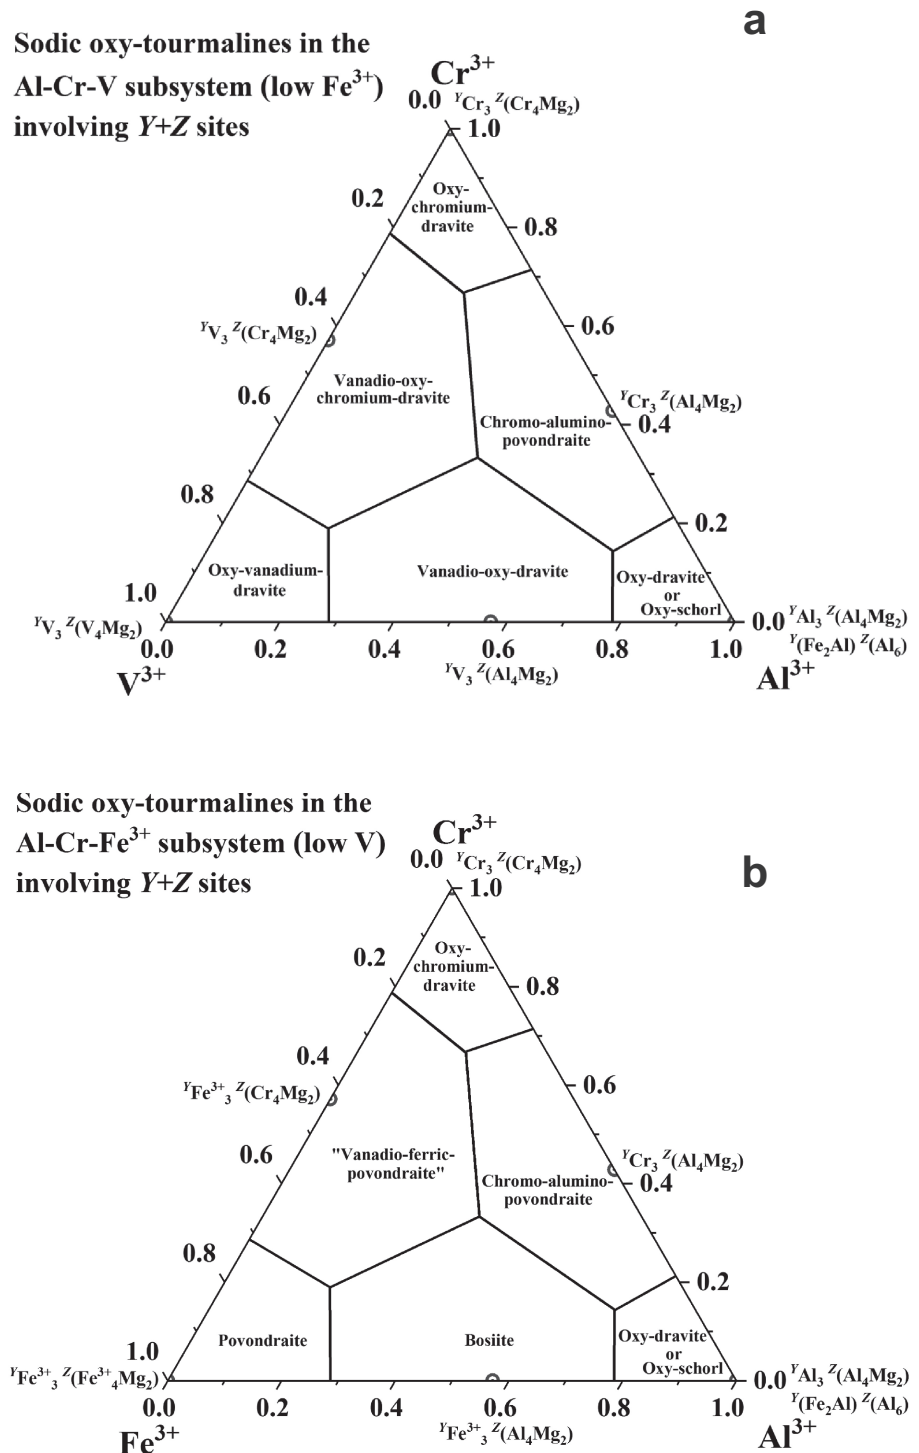 a
Sodic oxy-tourmalines in the
Al-Cr-V subsystem (low Fe³⁺)
involving Y+Z sites
Cr³⁺
0.0 ʸCr₃ ᶻ(Cr₄Mg₂)
1.0
Oxy-
chromium-
dravite
0.2
0.8
0.4
0.6
ʸV₃ ᶻ(Cr₄Mg₂)
Vanadio-oxy-
chromium-dravite
0.6
ʸCr₃ ᶻ(Al₄Mg₂)
0.4
Chromo-alumino-
povondraite
0.8
0.2
Oxy-vanadium-
dravite
Vanadio-oxy-dravite
Oxy-dravite
or
Oxy-schorl
1.0
ʸV₃ ᶻ(V₄Mg₂)
0.0 ʸAl₃ ᶻ(Al₄Mg₂)
ʸ(Fe₂Al) ᶻ(Al₆)
0.0 0.2 0.4 0.6 0.8 1.0
ʸV₃ ᶻ(Al₄Mg₂)
V³⁺ Al³⁺
Sodic oxy-tourmalines in the
Al-Cr-Fe³⁺ subsystem (low V)
involving Y+Z sites
b
Cr³⁺
0.0 ʸCr₃ ᶻ(Cr₄Mg₂)
1.0
Oxy-
chromium-
dravite
0.2
0.8
0.4
0.6
ʸFe³⁺₃ ᶻ(Cr₄Mg₂)
"Vanadio-ferric-
povondraite"
0.6
ʸCr₃ ᶻ(Al₄Mg₂)
0.4
Chromo-alumino-
povondraite
0.8
0.2
Povondraite
Bosiite
Oxy-dravite
or
Oxy-schorl
1.0
ʸFe³⁺₃ ᶻ(Fe³⁺₄Mg₂)
0.0 ʸAl₃ ᶻ(Al₄Mg₂)
ʸ(Fe₂Al) ᶻ(Al₆)
0.0 0.2 0.4 0.6 0.8 1.0
ʸFe³⁺₃ ᶻ(Al₄Mg₂)
Fe³⁺ Al³⁺